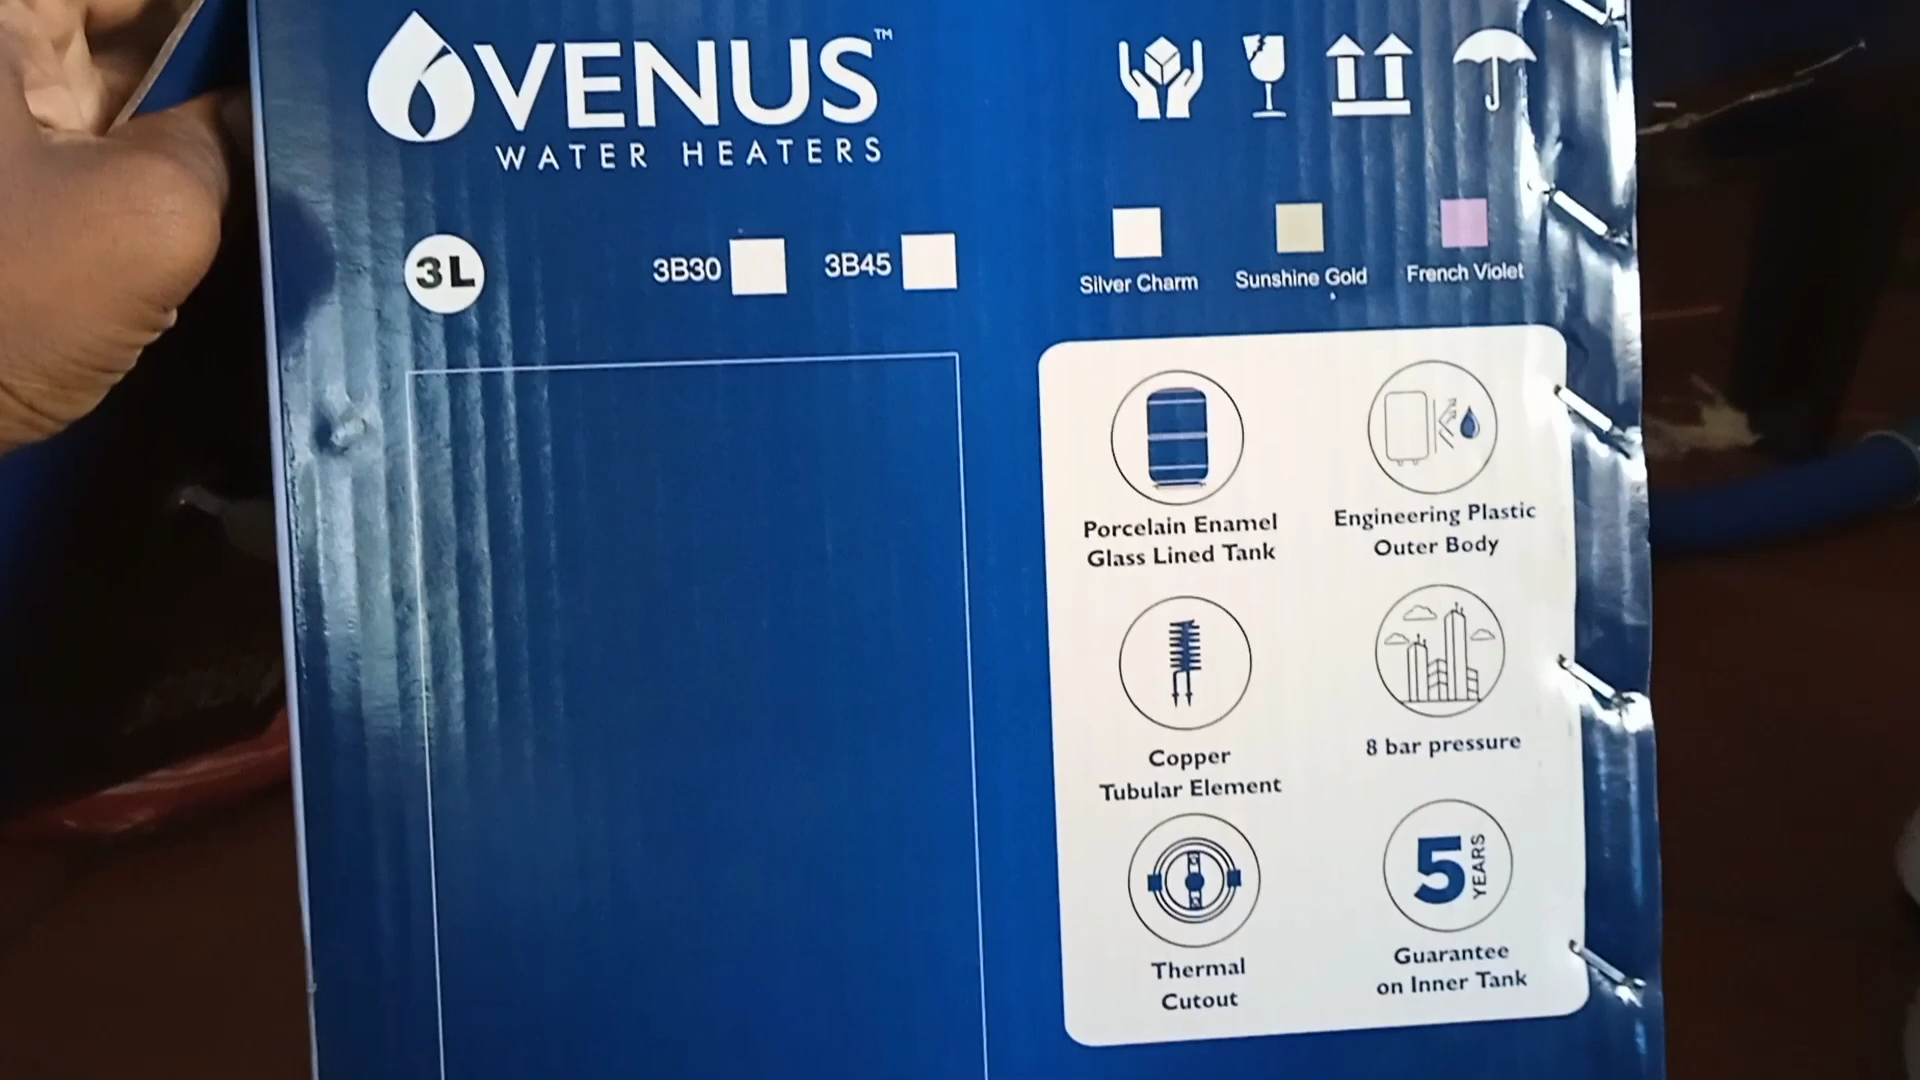 VENUS™
WATER HEATERS
3L
3B30
3B45
Silver Charm
Sunshine Gold
French Violet
Porcelain Enamel
Glass Lined Tank
Engineering Plastic
Outer Body
Copper
Tubular Element
8 bar pressure
Thermal
Cutout
5 YEARS
Guarantee
on Inner Tank